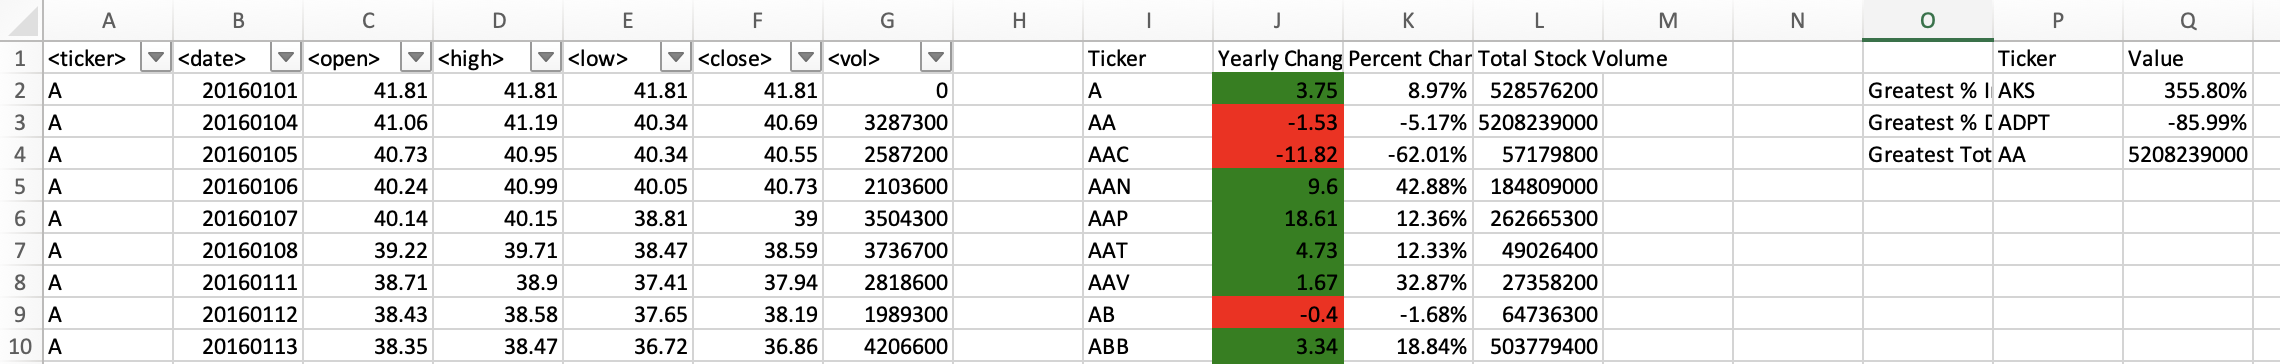 A B C D E F G H I J K L M N O P Q
1 <ticker> <date> <open> <high> <low> <close> <vol> Ticker Yearly Chang Percent Char Total Stock Volume Ticker Value
2 A 20160101 41.81 41.81 41.81 41.81 0 A 3.75 8.97% 528576200 Greatest % I AKS 355.80%
3 A 20160104 41.06 41.19 40.34 40.69 3287300 AA -1.53 -5.17% 5208239000 Greatest % D ADPT -85.99%
4 A 20160105 40.73 40.95 40.34 40.55 2587200 AAC -11.82 -62.01% 57179800 Greatest Tot AA 5208239000
5 A 20160106 40.24 40.99 40.05 40.73 2103600 AAN 9.6 42.88% 184809000
6 A 20160107 40.14 40.15 38.81 39 3504300 AAP 18.61 12.36% 262665300
7 A 20160108 39.22 39.71 38.47 38.59 3736700 AAT 4.73 12.33% 49026400
8 A 20160111 38.71 38.9 37.41 37.94 2818600 AAV 1.67 32.87% 27358200
9 A 20160112 38.43 38.58 37.65 38.19 1989300 AB -0.4 -1.68% 64736300
10 A 20160113 38.35 38.47 36.72 36.86 4206600 ABB 3.34 18.84% 503779400